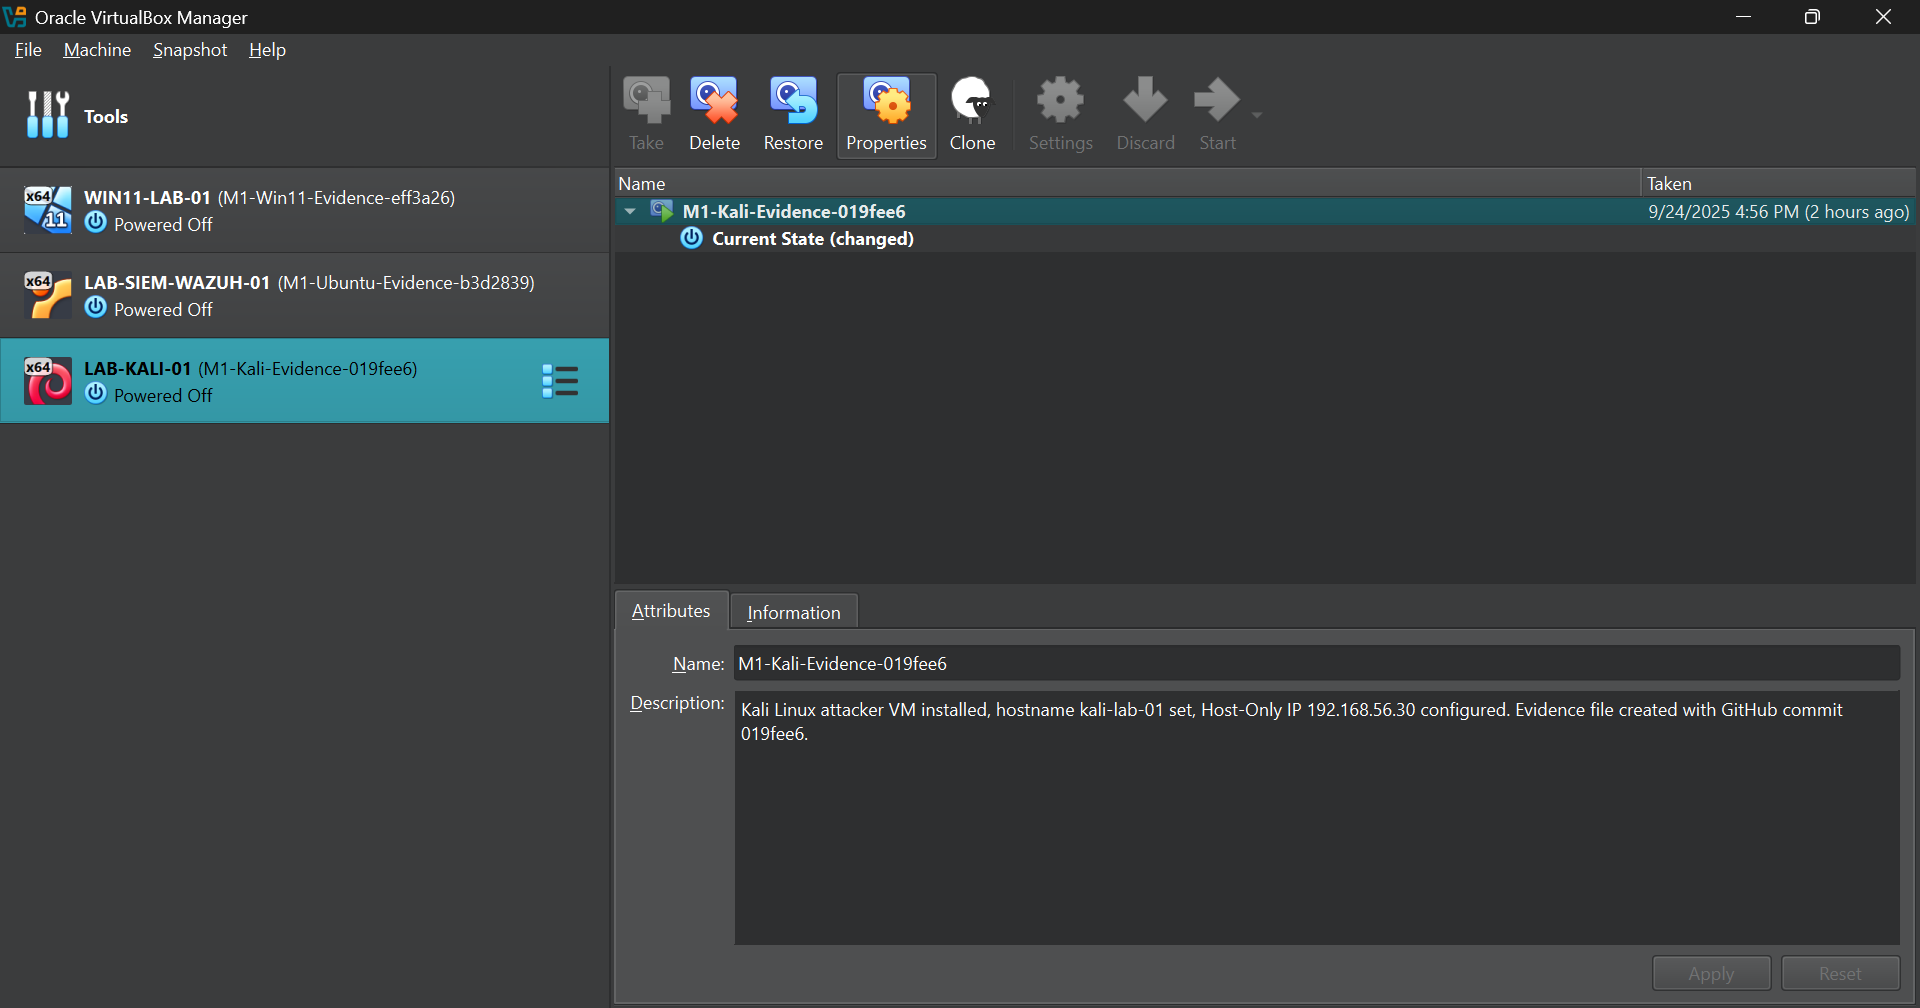 Oracle VirtualBox Manager
File Machine Snapshot Help
Tools
Take Delete Restore Properties Clone Settings Discard Start
x64 WIN11-LAB-01 (M1-Win11-Evidence-eff3a26)
11 Powered Off
x64 LAB-SIEM-WAZUH-01 (M1-Ubuntu-Evidence-b3d2839)
Powered Off
x64 LAB-KALI-01 (M1-Kali-Evidence-019fee6)
Powered Off
Name Taken
M1-Kali-Evidence-019fee6 9/24/2025 4:56 PM (2 hours ago)
Current State (changed)
Attributes Information
Name: M1-Kali-Evidence-019fee6
Description: Kali Linux attacker VM installed, hostname kali-lab-01 set, Host-Only IP 192.168.56.30 configured. Evidence file created with GitHub commit
019fee6.
Apply Reset